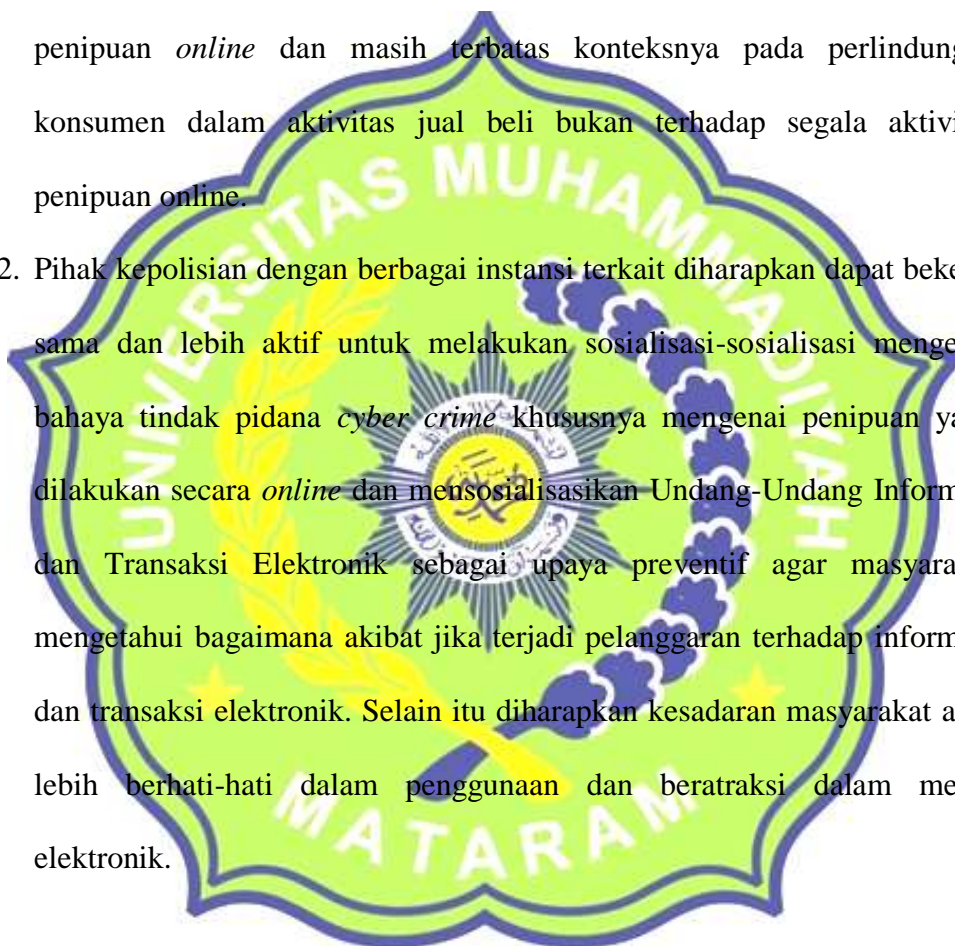 penipuan online dan masih terbatas konteksnya pada perlindung
konsumen dalam aktivitas jual beli bukan terhadap segala aktivi
penipuan online.
2. Pihak kepolisian dengan berbagai instansi terkait diharapkan dapat beke
sama dan lebih aktif untuk melakukan sosialisasi-sosialisasi menge
bahaya tindak pidana cyber crime khususnya mengenai penipuan ya
dilakukan secara online dan mensosialisasikan Undang-Undang Inform
dan Transaksi Elektronik sebagai upaya preventif agar masyara
mengetahui bagaimana akibat jika terjadi pelanggaran terhadap inform
dan transaksi elektronik. Selain itu diharapkan kesadaran masyarakat a
lebih berhati-hati dalam penggunaan dan beratraksi dalam me
elektronik.
UNIVERSITAS MUHAMMADIYAH
MATARAM